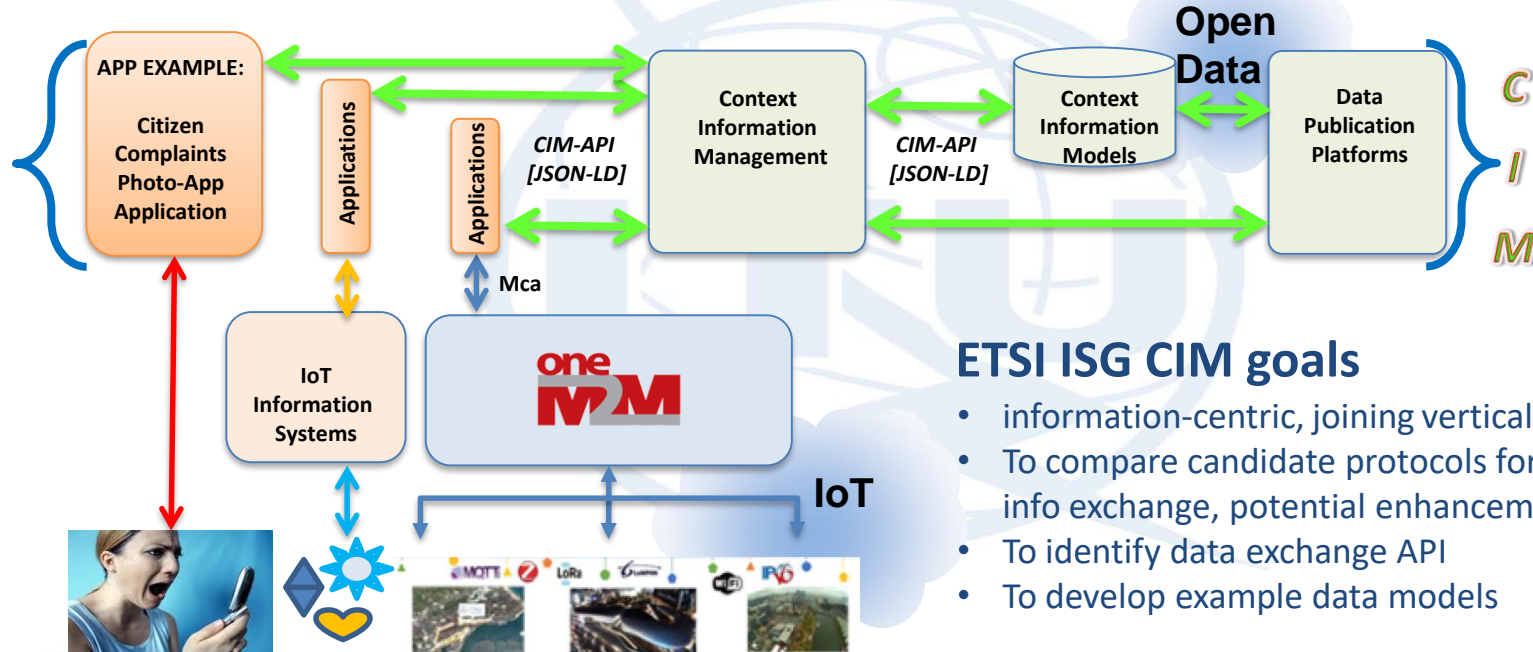 APP EXAMPLE:
Citizen
Complaints
Photo-App
Application
Applications
Applications
CIM-API
[JSON-LD]
Context
Information
Management
CIM-API
[JSON-LD]
Context
Information
Models
Open
Data
Data
Publication
Platforms
C
I
M
Mca
IoT
Information
Systems
one
M2M
IoT
MQTT
LoRa
WiFi
IPv6
ETSI ISG CIM goals
• information-centric, joining vertical
• To compare candidate protocols for
info exchange, potential enhancem
• To identify data exchange API
• To develop example data models